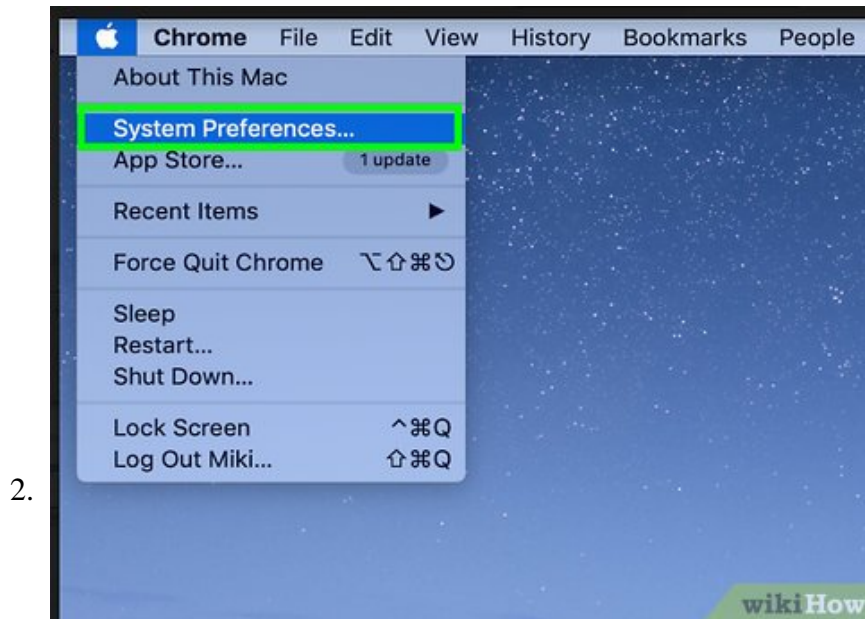 Chrome File Edit View History Bookmarks People
About This Mac
System Preferences...
App Store... 1 update
Recent Items ▶
Force Quit Chrome ⌥⇧⌘⎋
Sleep
Restart...
Shut Down...
Lock Screen ^⌘Q
Log Out Miki... ⇧⌘Q
2.
wikiHow